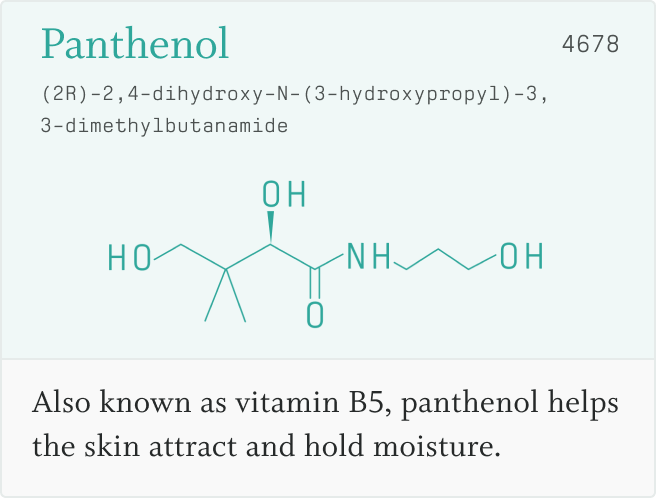 Panthenol
4678
(2R)-2,4-dihydroxy-N-(3-hydroxypropyl)-3,
3-dimethylbutanamide
OH
HO
NH
OH
O
Also known as vitamin B5, panthenol helps
the skin attract and hold moisture.